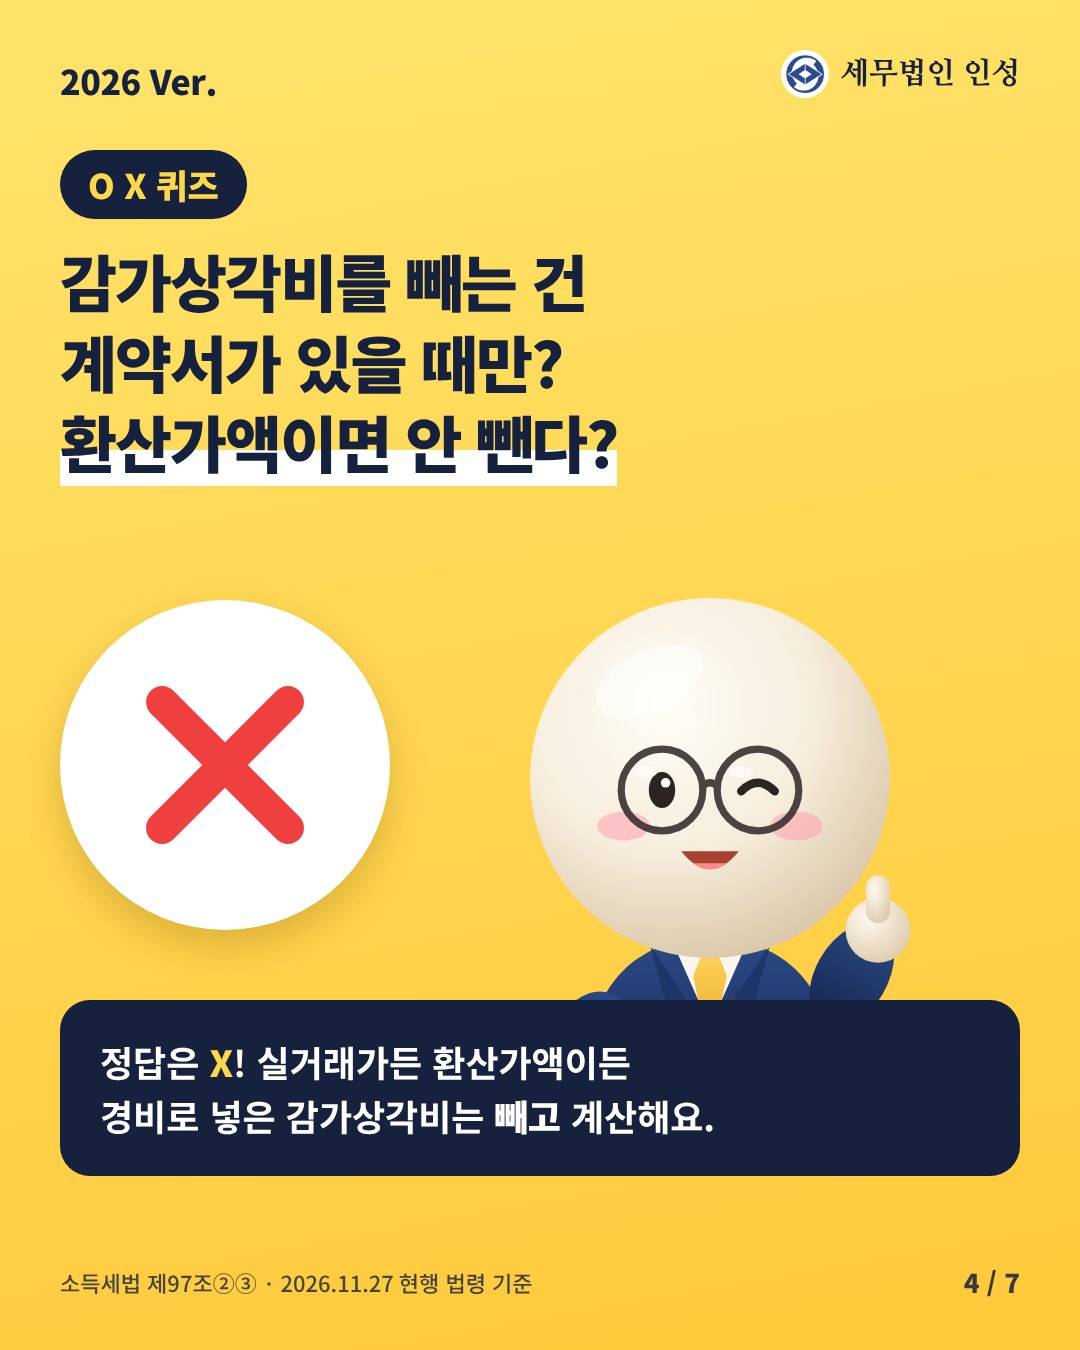 2026 Ver.
세무법인 인성
O X 퀴즈
감가상각비를 빼는 건
계약서가 있을 때만?
환산가액이면 안 뺀다?
정답은 X! 실거래가든 환산가액이든
경비로 넣은 감가상각비는 빼고 계산해요.
소득세법 제97조②③ · 2026.11.27 현행 법령 기준
4 / 7